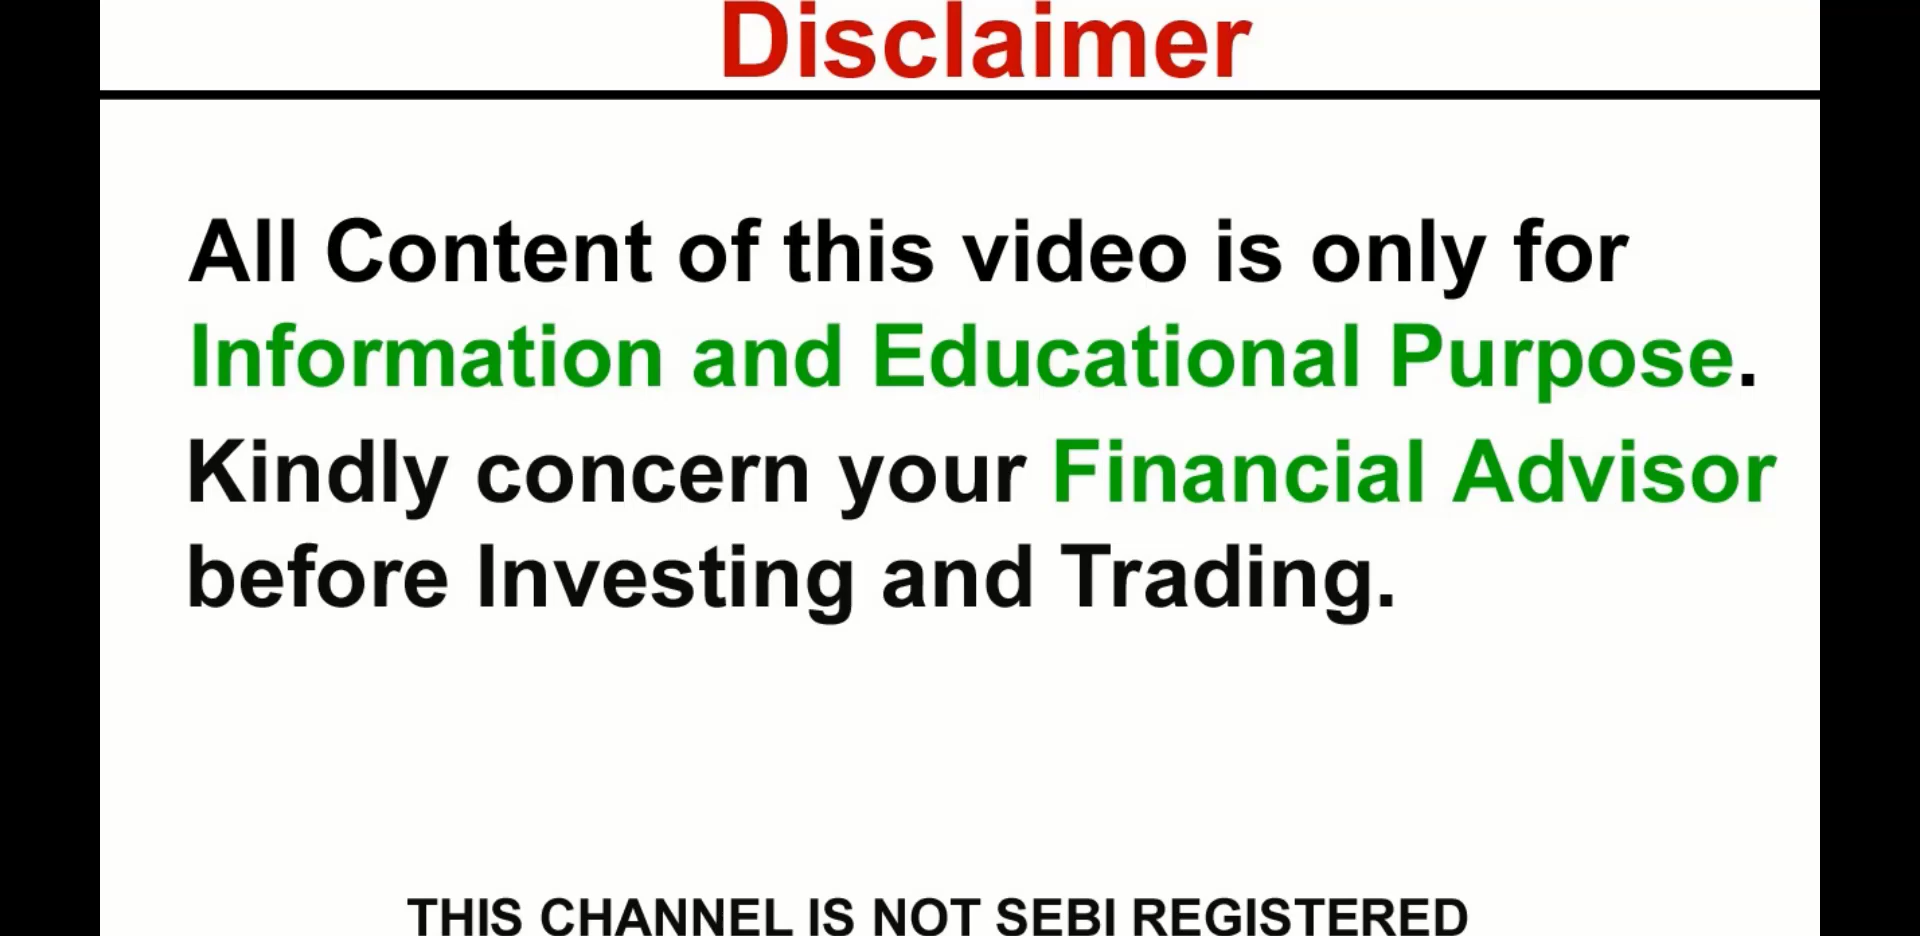 Disclaimer
All Content of this video is only for
Information and Educational Purpose.
Kindly concern your Financial Advisor
before Investing and Trading.
THIS CHANNEL IS NOT SEBI REGISTERED